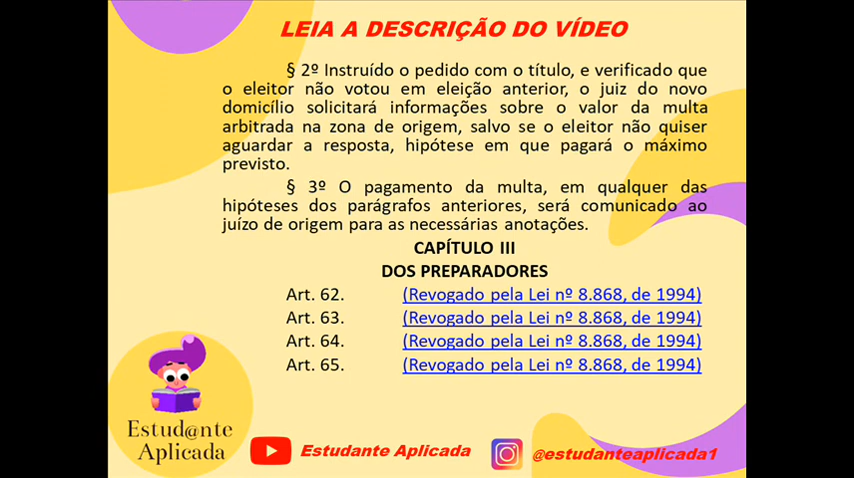 LEIA A DESCRIÇÃO DO VÍDEO
§ 2º Instruído o pedido com o título, e verificado que
o eleitor não votou em eleição anterior, o juiz do novo
domicílio solicitará informações sobre o valor da multa
arbitrada na zona de origem, salvo se o eleitor não quiser
aguardar a resposta, hipótese em que pagará o máximo
previsto.
§ 3º O pagamento da multa, em qualquer das
hipóteses dos parágrafos anteriores, será comunicado ao
juízo de origem para as necessárias anotações.
CAPÍTULO III
DOS PREPARADORES
Art. 62. (Revogado pela Lei nº 8.868, de 1994)
Art. 63. (Revogado pela Lei nº 8.868, de 1994)
Art. 64. (Revogado pela Lei nº 8.868, de 1994)
Art. 65. (Revogado pela Lei nº 8.868, de 1994)
Estud@nte
Aplicada
Estudante Aplicada
@estudanteaplicada1